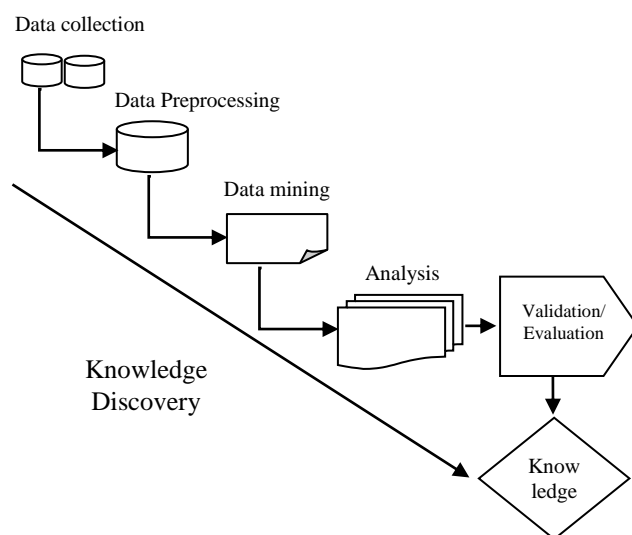 Data collection
Data Preprocessing
Data mining
Analysis
Validation/
Evaluation
Knowledge
Discovery
Know
ledge